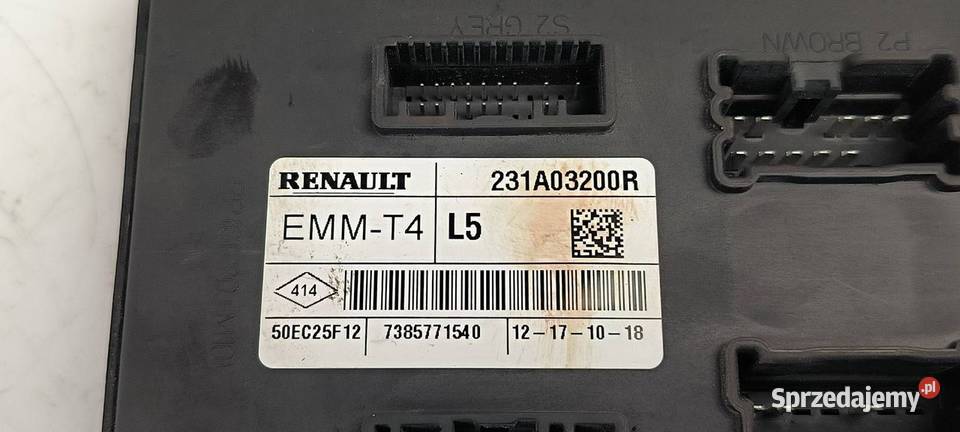 S2 GREY
P2 BROWN
RENAULT 231A03200R
EMM-T4 L5
414
50EC25F12 7385771540 12-17-10-18
Sprzedajemy.pl